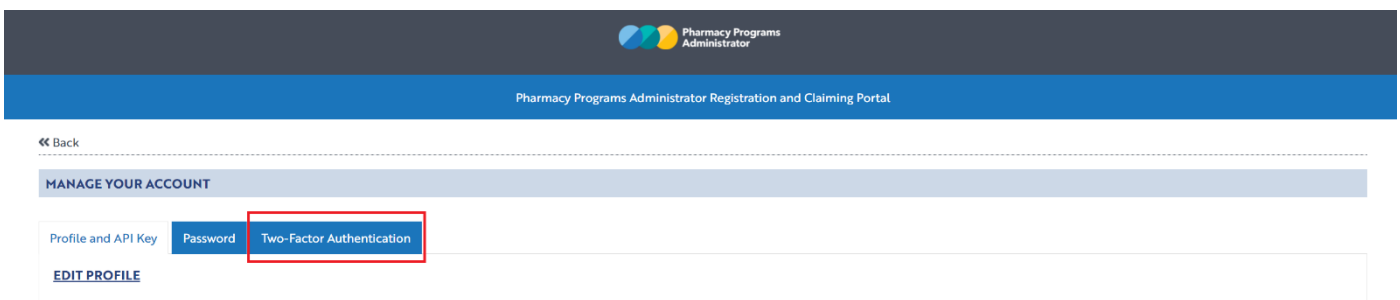 Pharmacy Programs
Administrator
Pharmacy Programs Administrator Registration and Claiming Portal
« Back
MANAGE YOUR ACCOUNT
Profile and API Key Password Two-Factor Authentication
EDIT PROFILE